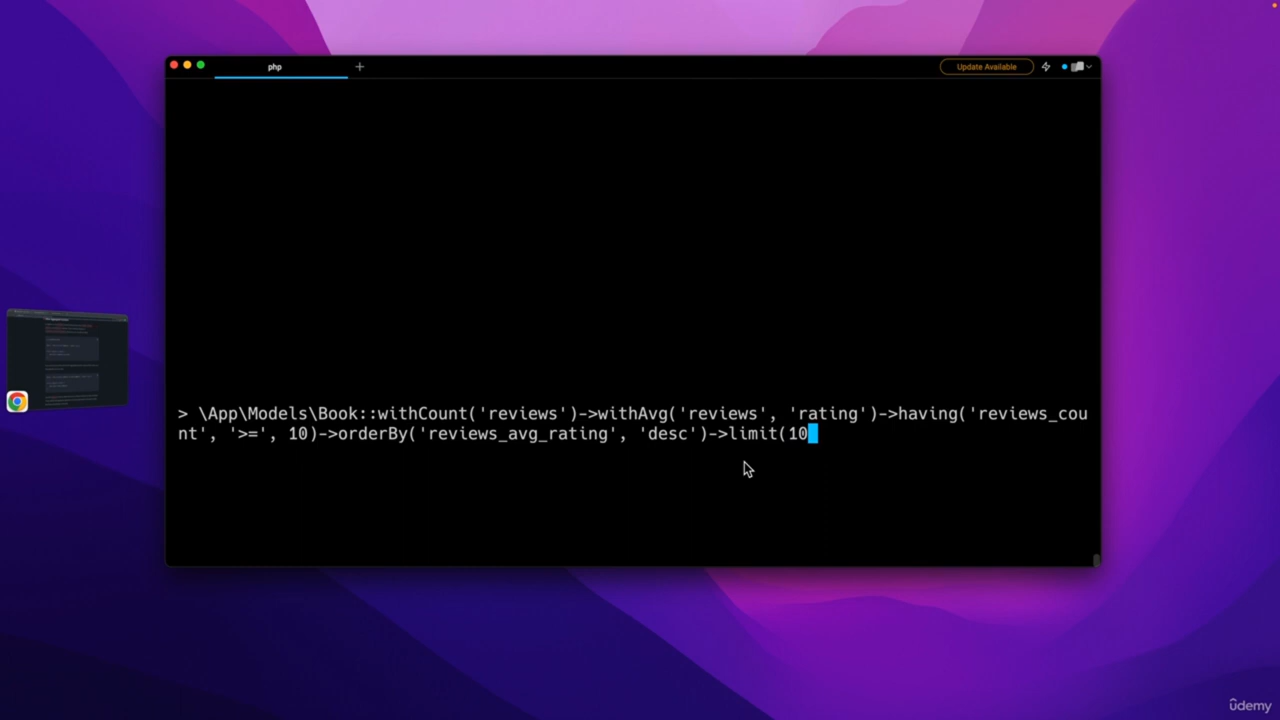 php
Update Available
> \App\Models\Book::withCount('reviews')->withAvg('reviews', 'rating')->having('reviews_cou
nt', '>=', 10)->orderBy('reviews_avg_rating', 'desc')->limit(10
ûdemy